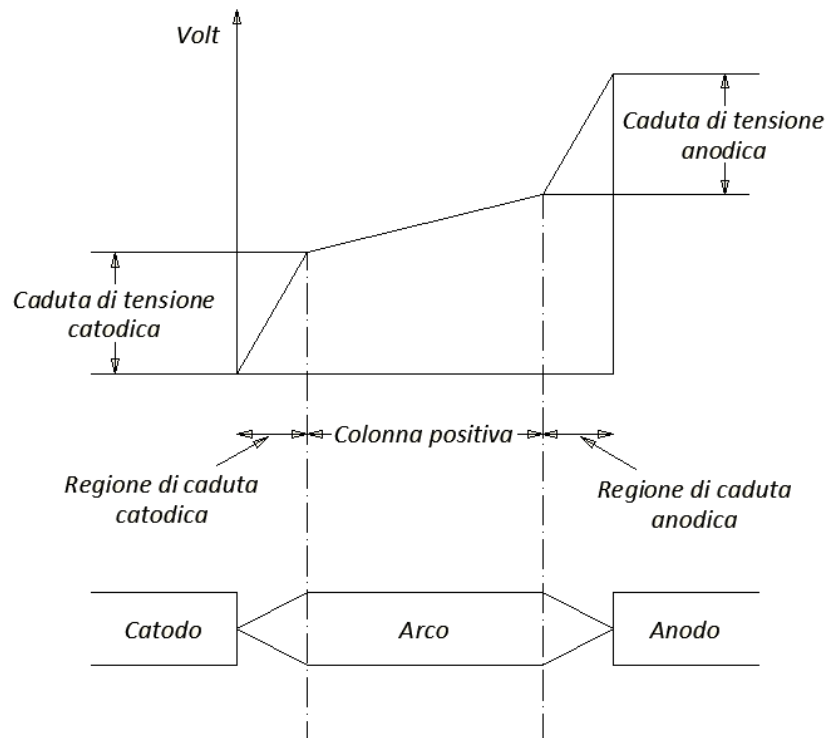 Volt
Caduta di tensione
anodica
Caduta di tensione
catodica
Colonna positiva
Regione di caduta
catodica
Regione di caduta
anodica
Catodo
Arco
Anodo